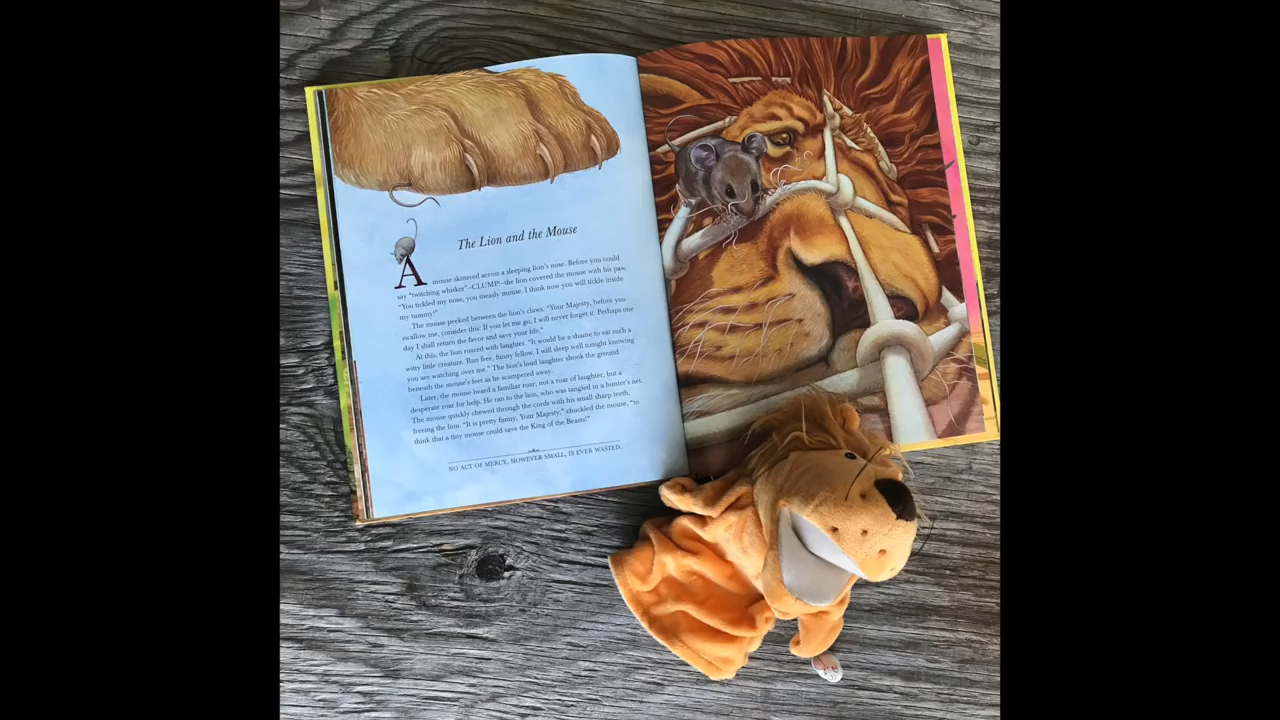 The Lion and the Mouse
A mouse skittered across a sleeping lion's nose. Before you could
say "twitching whisker"–CLUMP!–the lion covered the mouse with his paw.
"You tickled my nose, you measly mouse. I think now you will tickle inside
my tummy!"
The mouse peeked between the lion's claws. "Your Majesty, before you
swallow me, consider this: If you let me go, I will never forget it. Perhaps one
day I shall return the favor and save your life."
At this, the lion roared with laughter. "It would be a shame to eat such a
witty little creature. Run free, funny fellow. I will sleep well tonight knowing
you are watching over me." The lion's loud laughter shook the ground
beneath the mouse's feet as he scampered away.
Later, the mouse heard a familiar roar, not a roar of laughter, but a
desperate roar for help. He ran to the lion, who was tangled in a hunter's net.
The mouse quickly chewed through the cords with his small sharp teeth,
freeing the lion. "It is pretty funny, Your Majesty," chuckled the mouse, "to
think that a tiny mouse could save the King of the Beasts!"
NO ACT OF MERCY, HOWEVER SMALL, IS EVER WASTED.